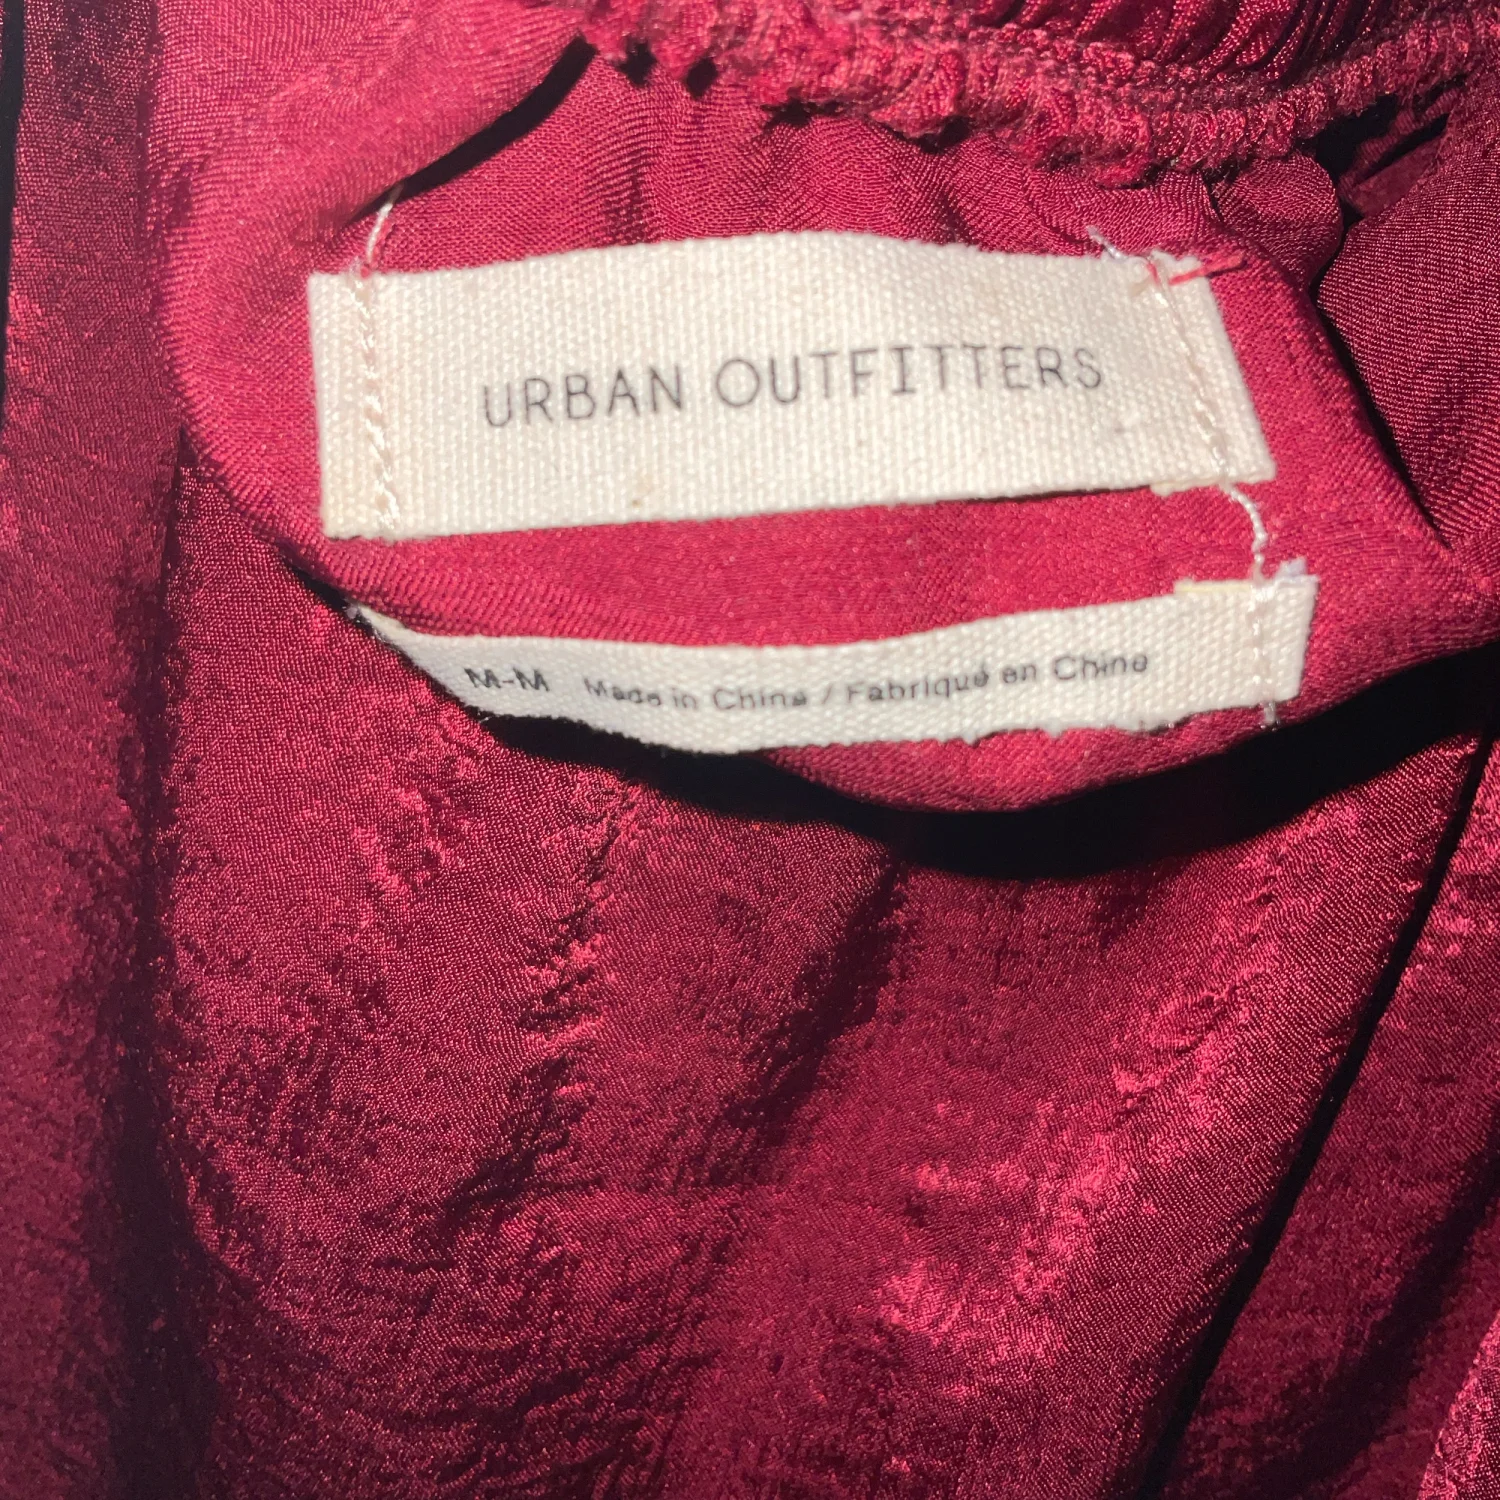 URBAN OUTFITTERS
M-M Made in China / Fabriqué en Chine